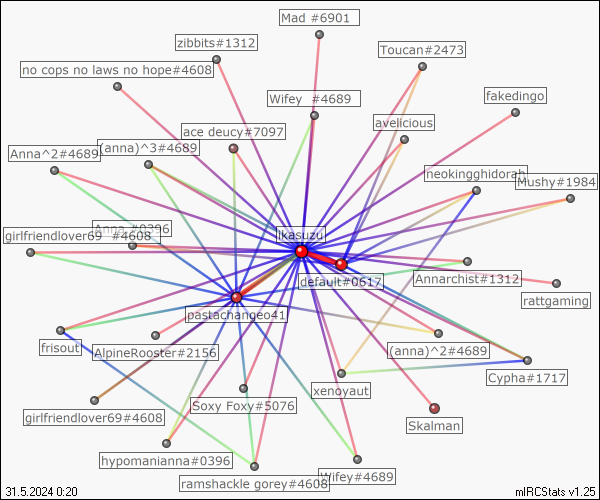 Mad #6901
zibbits#1312
Toucan#2473
no cops no laws no hope#4608
fakedingo
Wifey  #4689
avelicious
ace deucy#7097
(anna)^3#4689
Anna^2#4689
neokingghidorah
Mushy#1984
Anna #0396
girlfriendlover69  #4608
ikasuzu
default#0617
Annarchist#1312
rattgaming
pastachangeo41
frisout
AlpineRooster#2156
(anna)^2#4689
Cypha#1717
xenoyaut
Soxy Foxy#5076
girlfriendlover69#4608
Skalman
hypomanianna#0396
Wifey#4689
ramshackle gorey#4608
31.5.2024 0:20
mIRCStats v1.25